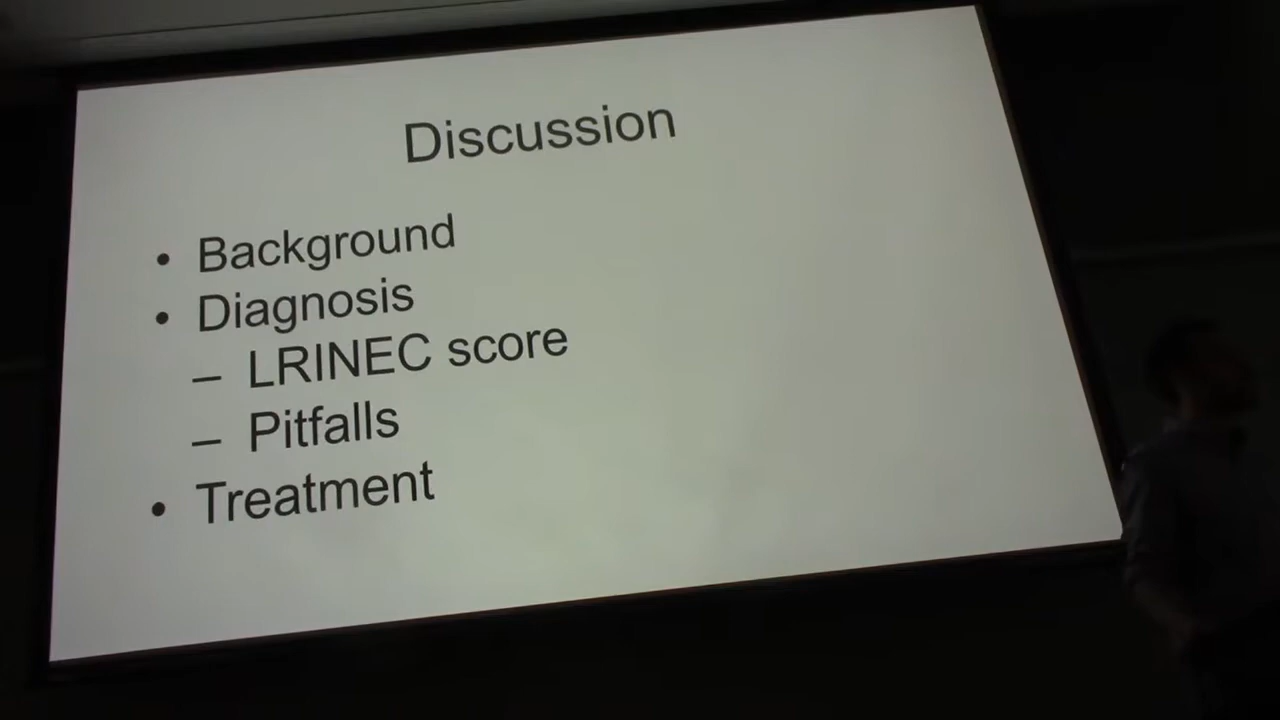 Discussion
• Background
• Diagnosis
– LRINEC score
– Pitfalls
• Treatment